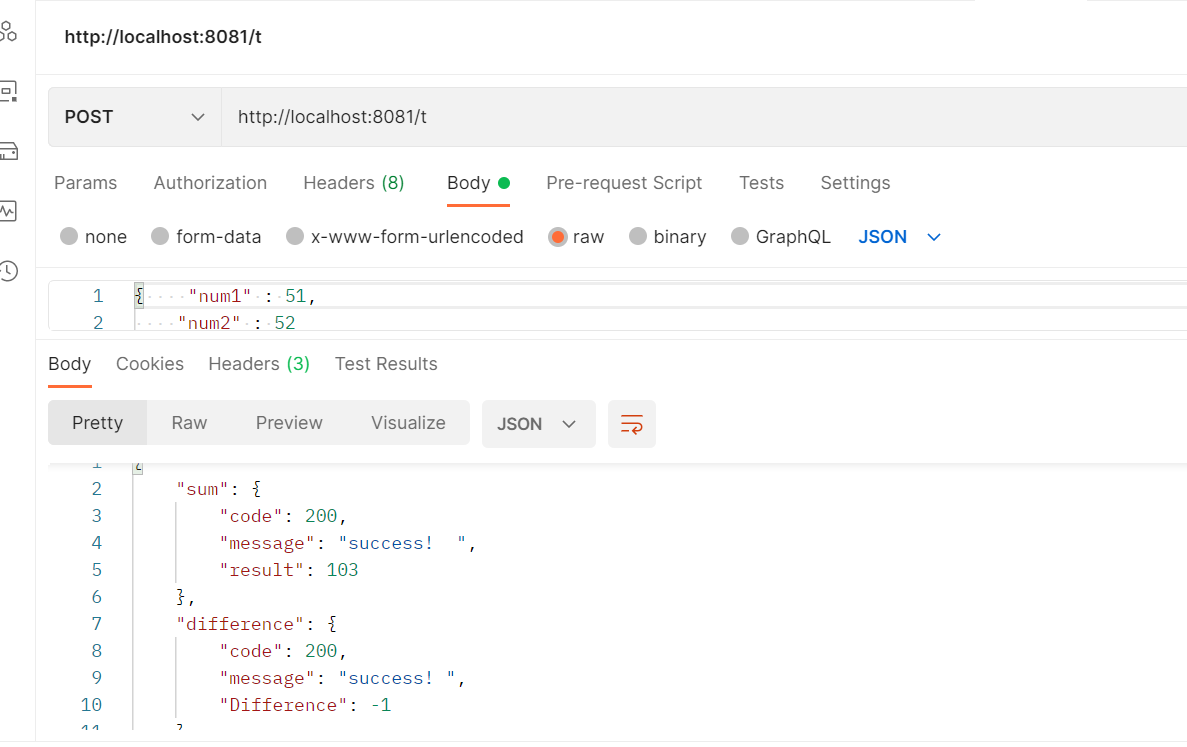 http://localhost:8081/t
POST http://localhost:8081/t
Params Authorization Headers (8) Body Pre-request Script Tests Settings
none form-data x-www-form-urlencoded raw binary GraphQL JSON
1 {    "num1" : 51,
2     "num2" : 52
Body Cookies Headers (3) Test Results
Pretty Raw Preview Visualize JSON
1 {
2     "sum": {
3         "code": 200,
4         "message": "success!  ",
5         "result": 103
6     },
7     "difference": {
8         "code": 200,
9         "message": "success! ",
10         "Difference": -1
11     }